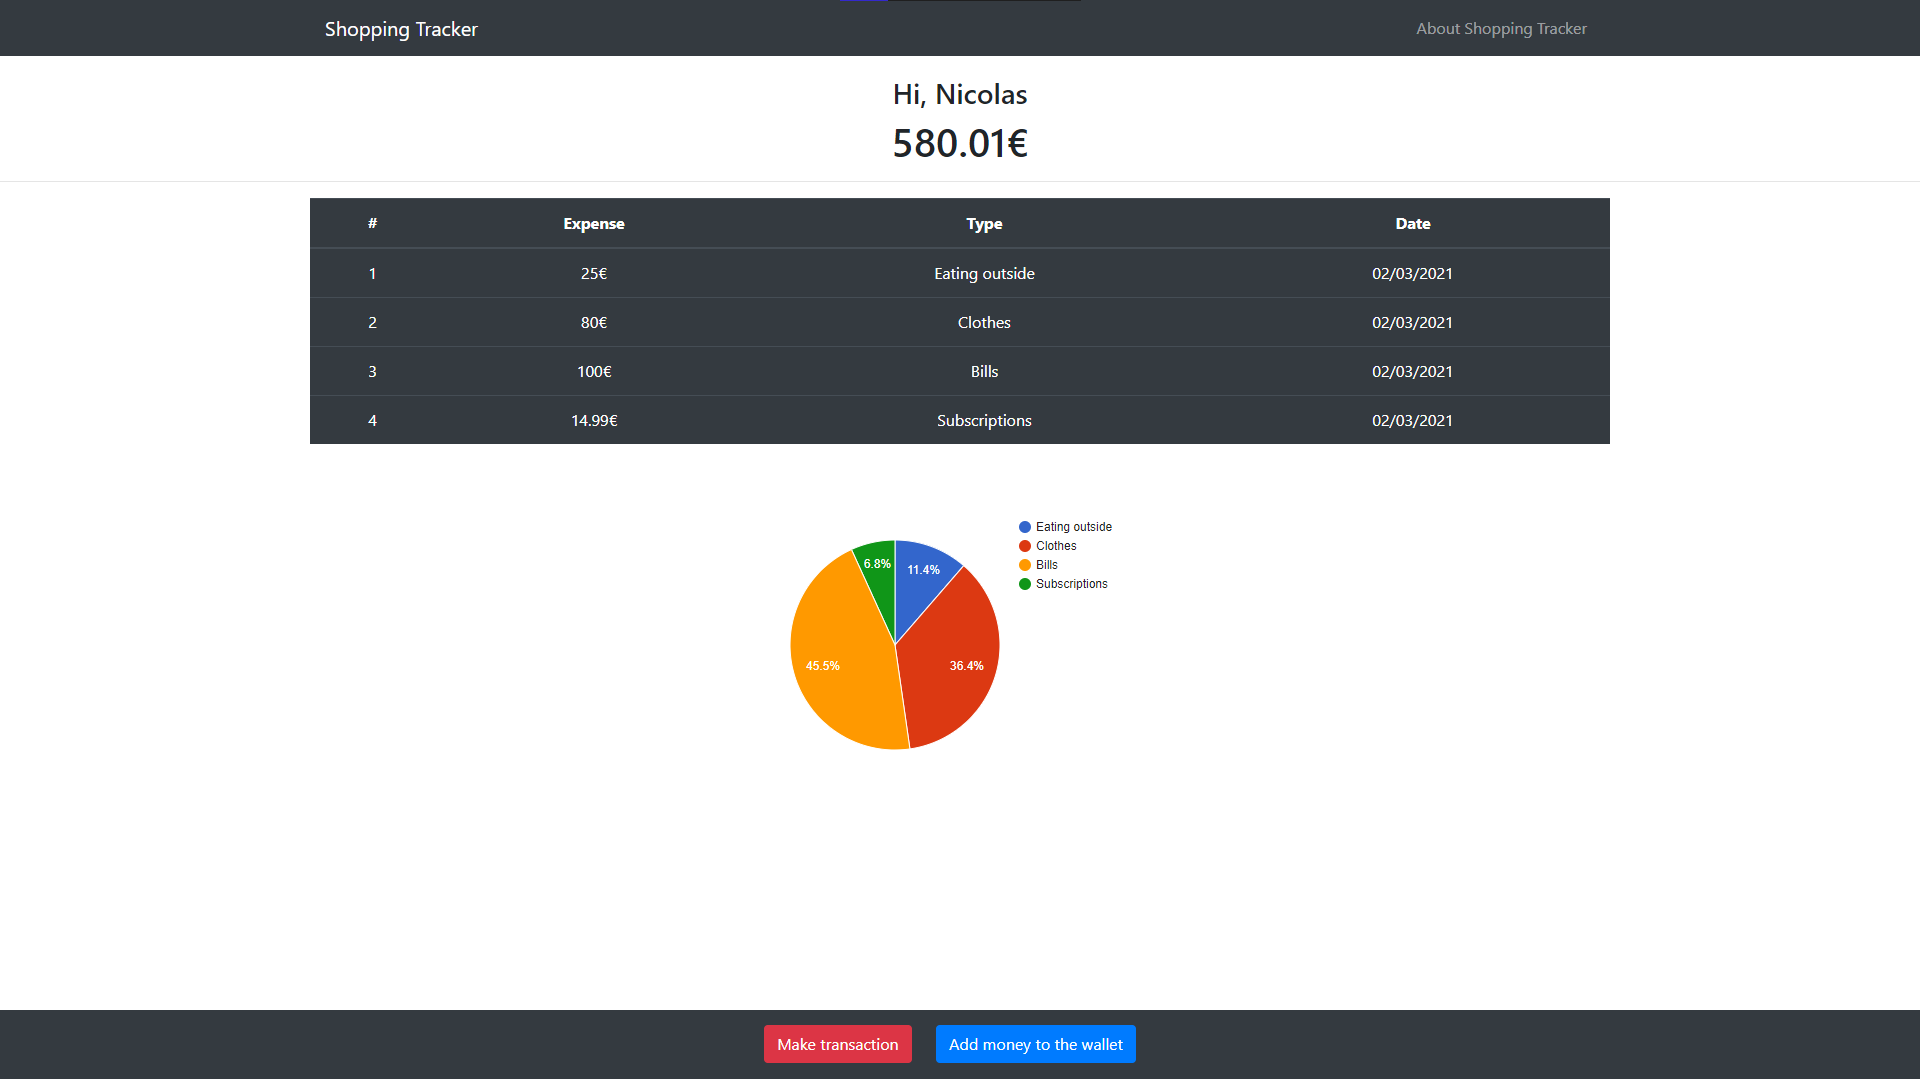 Shopping Tracker About Shopping Tracker
Hi, Nicolas
580.01€
# Expense Type Date
1 25€ Eating outside 02/03/2021
2 80€ Clothes 02/03/2021
3 100€ Bills 02/03/2021
4 14.99€ Subscriptions 02/03/2021
Eating outside
Clothes
Bills
Subscriptions
6.8% 11.4%
45.5% 36.4%
Make transaction Add money to the wallet